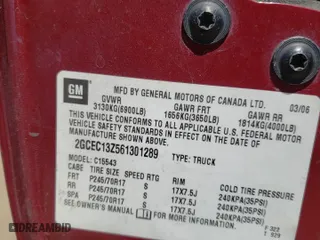 GM
MFD BY GENERAL MOTORS OF CANADA LTD. 03/06
GVWR GAWR FRT GAWR RR
3130KG(6900LB) 1656KG(3650LB) 1814KG(4000LB)
THIS VEHICLE CONFORMS TO ALL APPLICABLE U.S. FEDERAL MOTOR
VEHICLE SAFETY STANDARDS IN EFFECT ON THE DATE OF
MANUFACTURE SHOWN ABOVE.
2GCEC13Z561301289 TYPE: TRUCK
MODEL: C15543
TIRE SIZE SPEED RTG RIM COLD TIRE PRESSURE
FRT P245/70R17 S 17X7.5J 240KPA(35PSI)
RR P245/70R17 S 17X7.5J 240KPA(35PSI)
SPA P245/70R17 S 17X7.5J 240KPA(35PSI)
SEE OWNER'S MANUAL FOR MORE INFORMATION.
© COPART AND IAAI